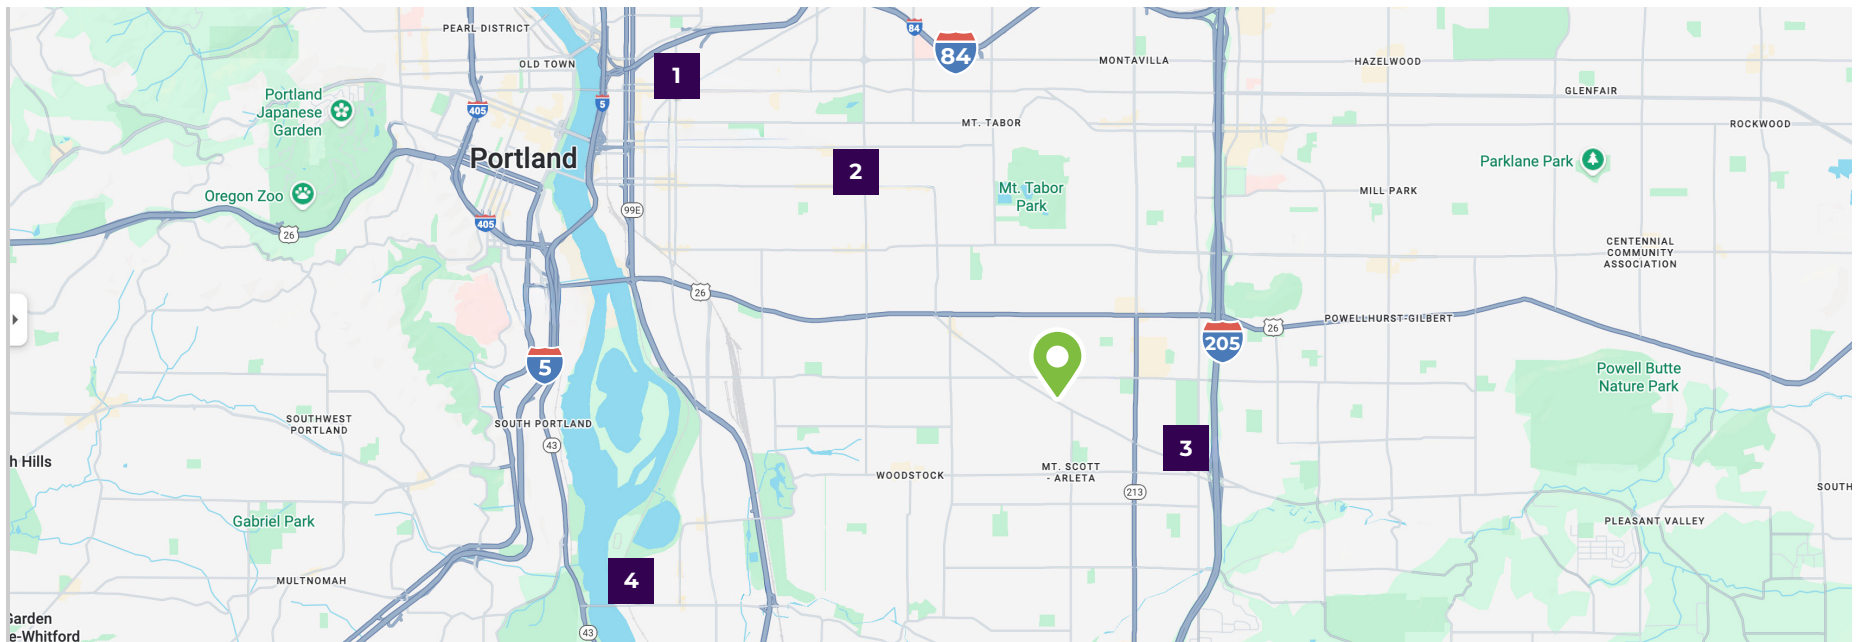 PEARL DISTRICT
84
84
MONTAVILLA
HAZELWOOD
OLD TOWN
1
GLENFAIR
Portland
Japanese
Garden
405
5
MT. TABOR
ROCKWOOD
Portland
2
Parklane Park
Oregon Zoo
Mt. Tabor
Park
MILL PARK
99E
405
26
CENTENNIAL
COMMUNITY
ASSOCIATION
26
POWELLHURST-GILBERT
26
205
5
Powell Butte
Nature Park
SOUTHWEST
PORTLAND
SOUTH PORTLAND
43
3
h Hills
WOODSTOCK
MT. SCOTT
- ARLETA
213
SOUTH
Gabriel Park
PLEASANT VALLEY
MULTNOMAH
4
Garden
e-Whitford
43